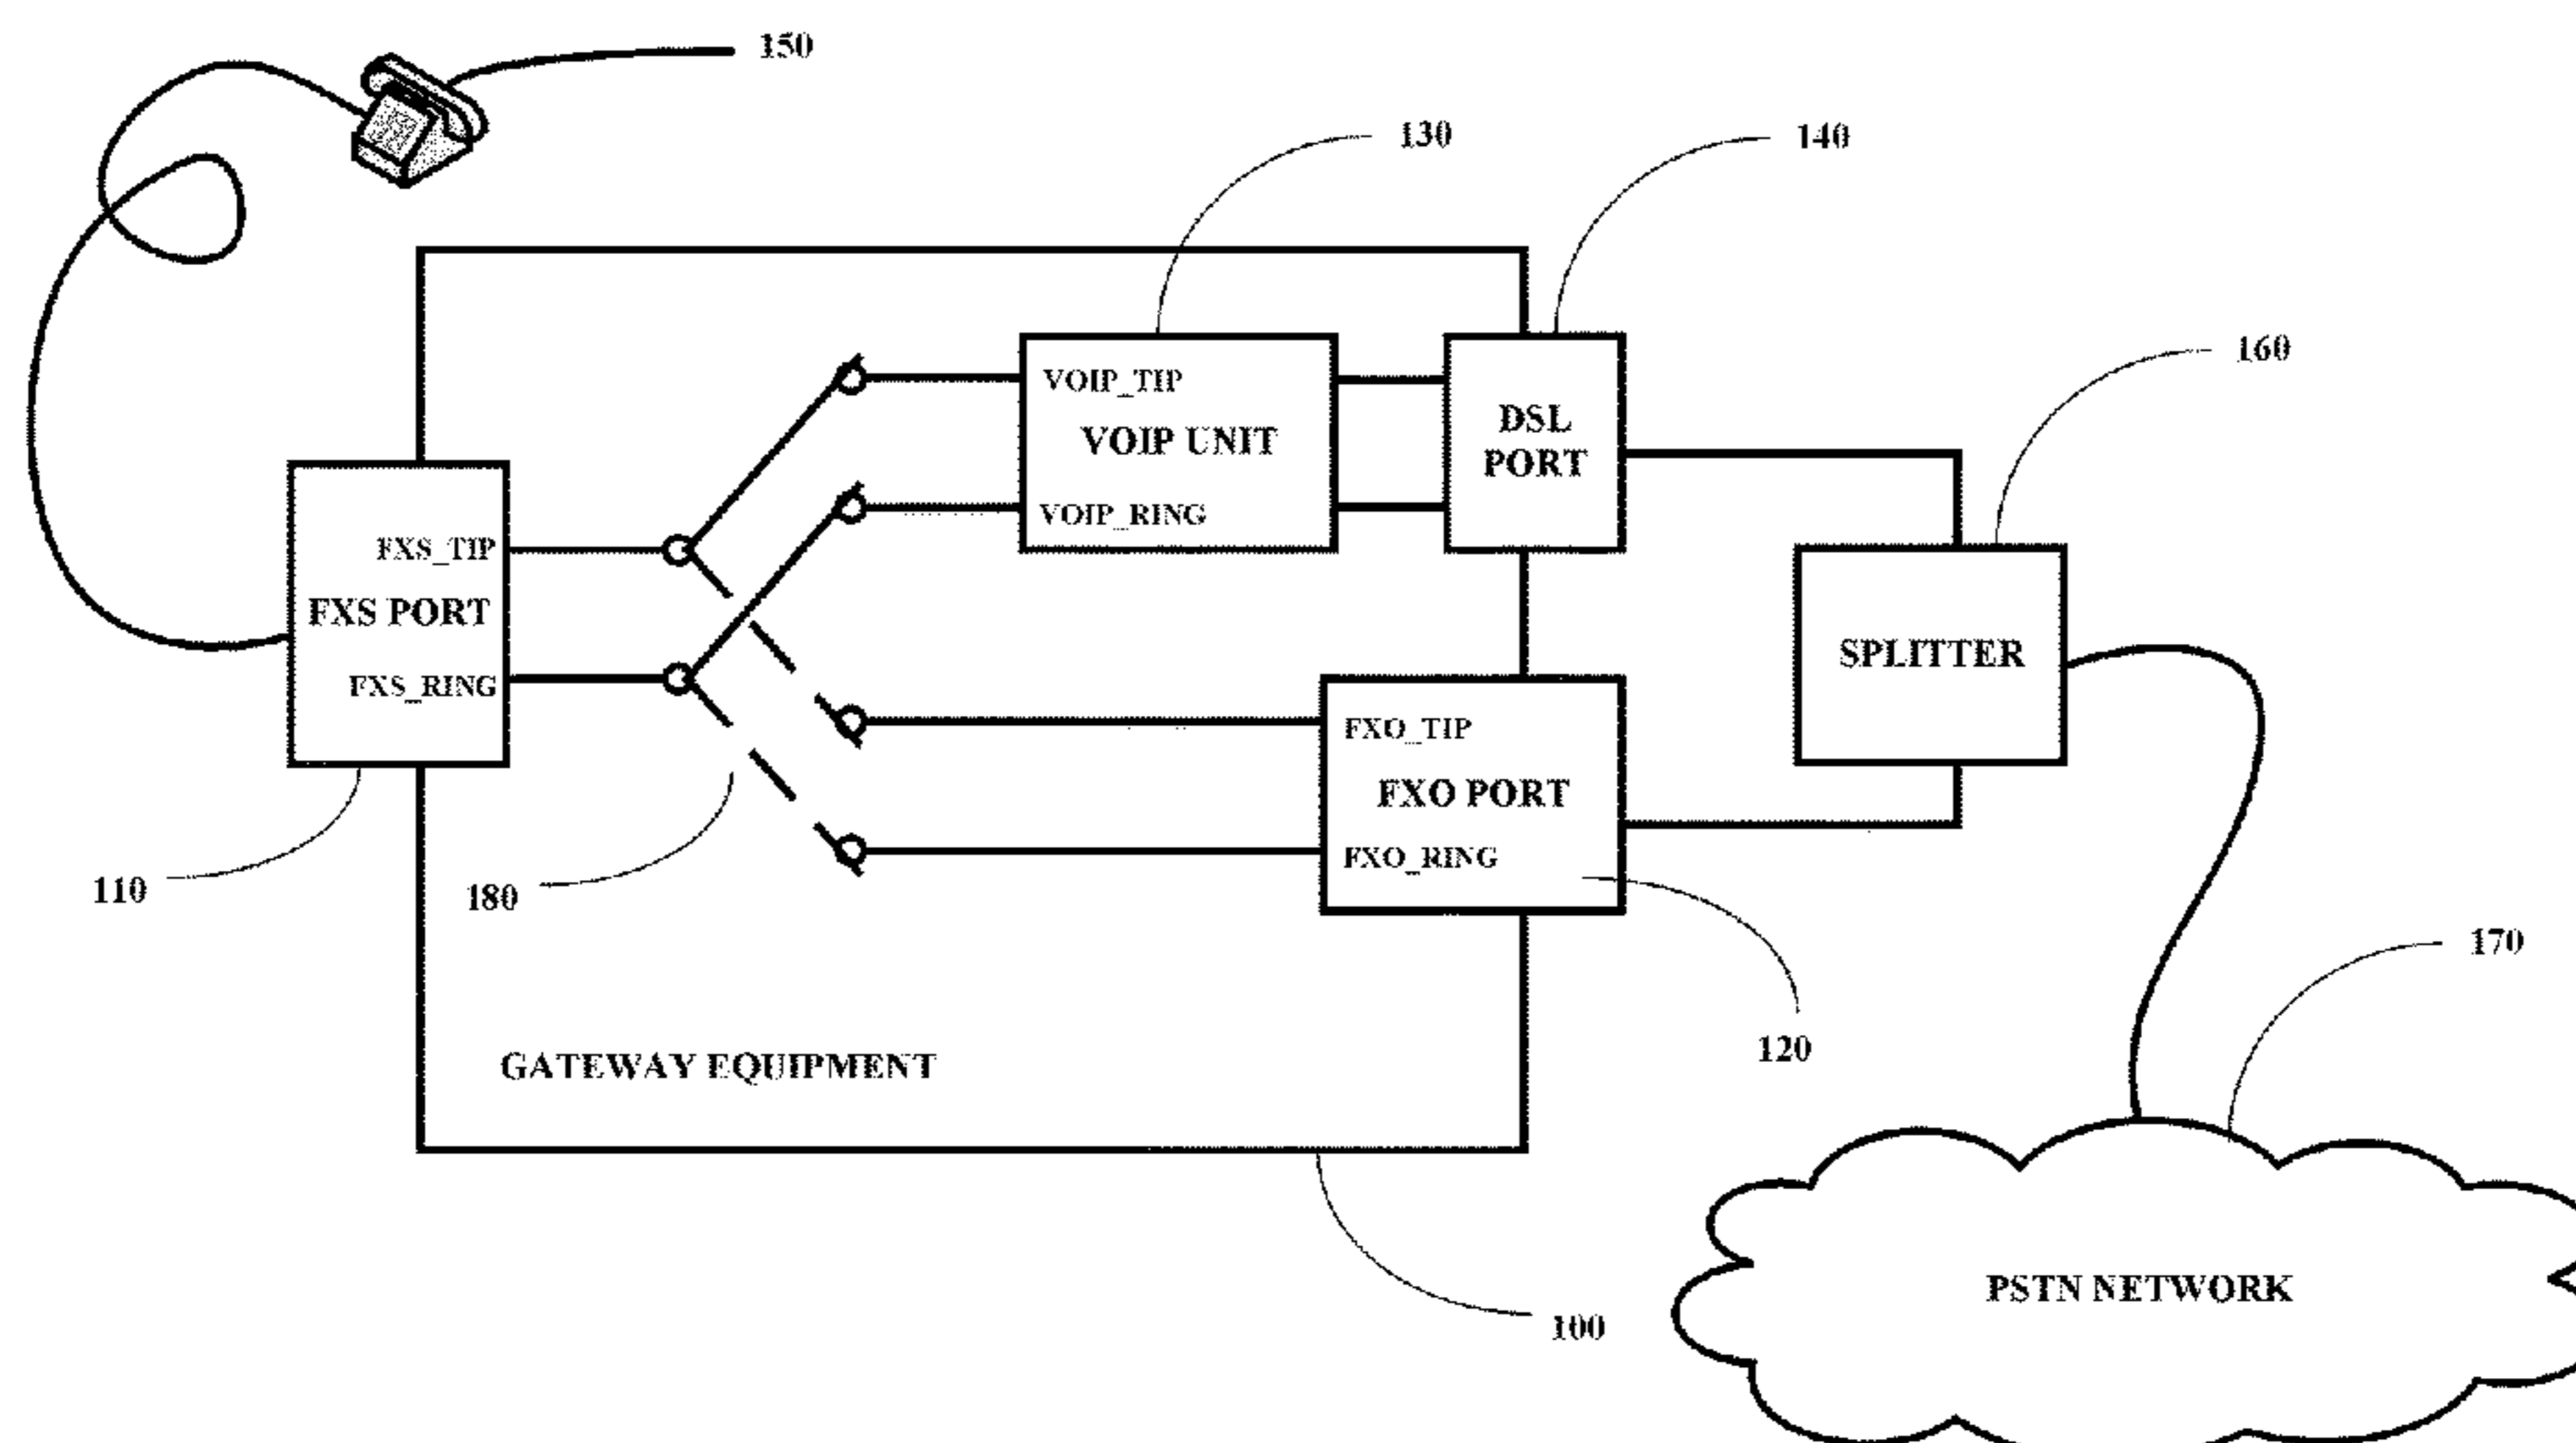 150
130
140
160
VOIP_TIP
VOIP UNIT
VOIP_RING
DSL
PORT
FXS_TIP
FXS PORT
FXS_RING
SPLITTER
FXO_TIP
FXO PORT
FXO_RING
110
180
170
120
GATEWAY EQUIPMENT
PSTN NETWORK
100